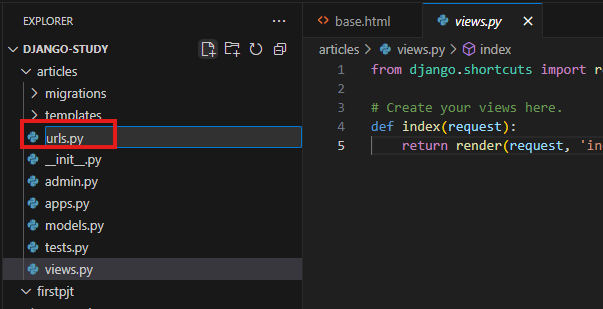 EXPLORER
DJANGO-STUDY
articles
migrations
templates
urls.py
__init__.py
admin.py
apps.py
models.py
tests.py
views.py
firstpjt
base.html
views.py
articles > views.py > index
1 from django.shortcuts import
2
3 # Create your views here.
4 def index(request):
5 return render(request, 'in